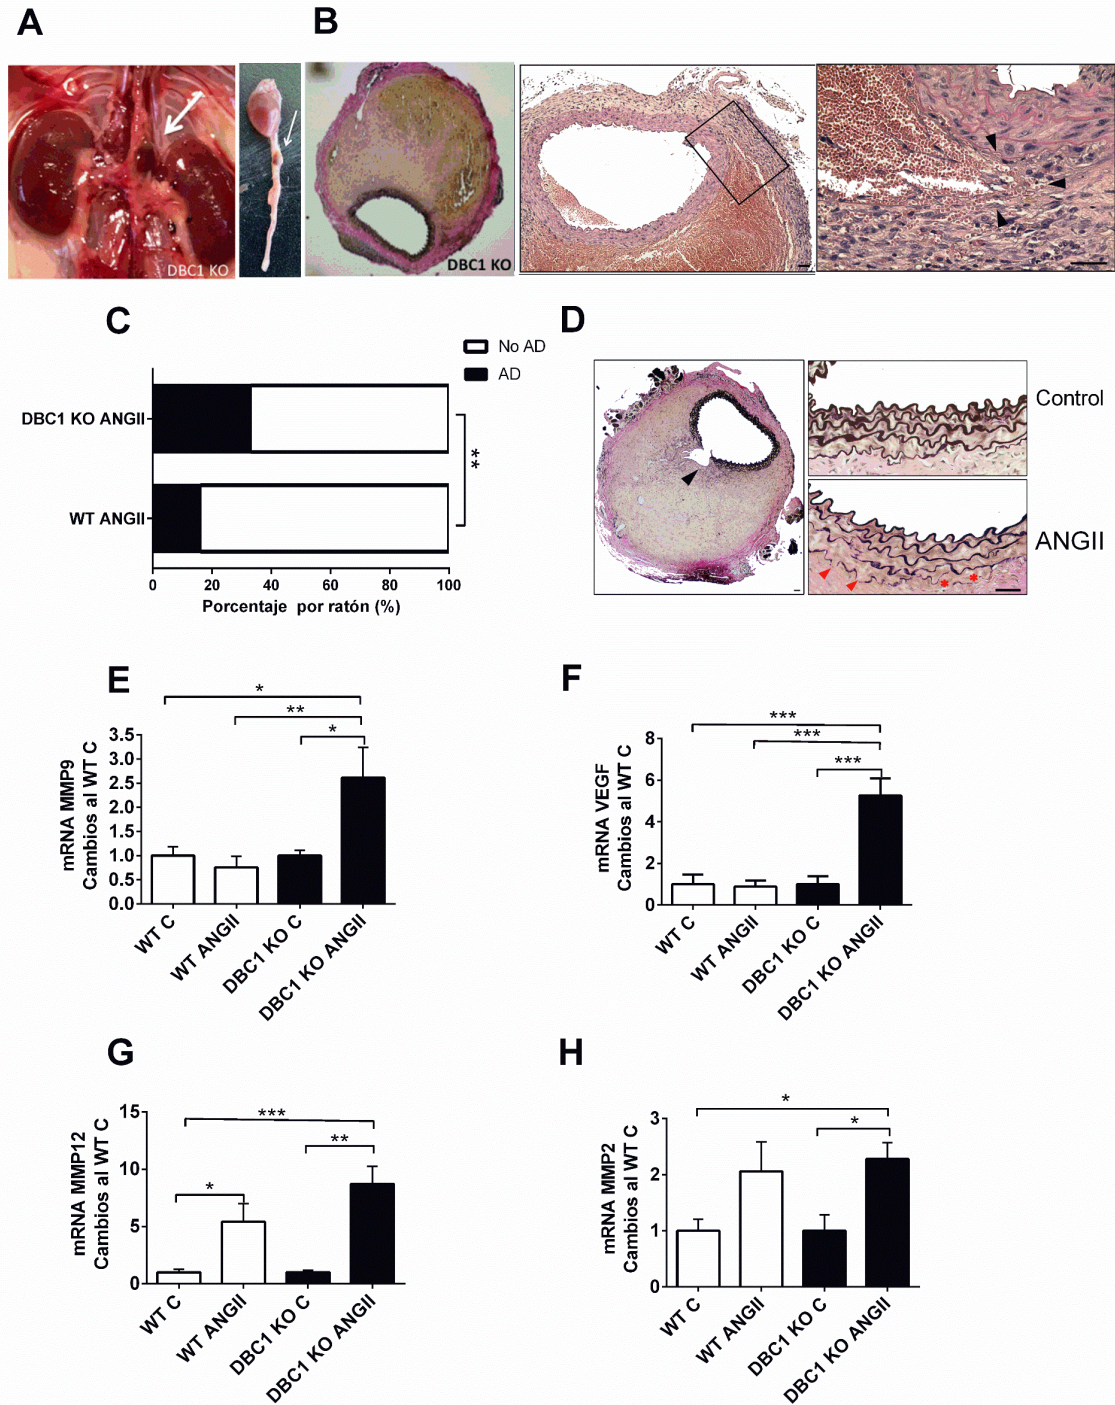 A
B
DBC1 KO
DBC1 KO
C
No AD
AD
DBC1 KO ANGII
WT ANGII
**
0 20 40 60 80 100
Porcentaje por ratón (%)
D
Control
ANGII
* *
E
*
**
*
mRNA MMP9
Cambios al WT C
3.5
3.0
2.5
2.0
1.5
1.0
0.5
0.0
WT C
WT ANGII
DBC1 KO C
DBC1 KO ANGII
F
***
***
***
mRNA VEGF
Cambios al WT C
8
6
4
2
0
WT C
WT ANGII
DBC1 KO C
DBC1 KO ANGII
G
***
**
*
mRNA MMP12
Cambios al WT C
15
10
5
0
WT C
WT ANGII
DBC1 KO C
DBC1 KO ANGII
H
*
*
mRNA MMP2
Cambios al WT C
3
2
1
0
WT C
WT ANGII
DBC1 KO C
DBC1 KO ANGII